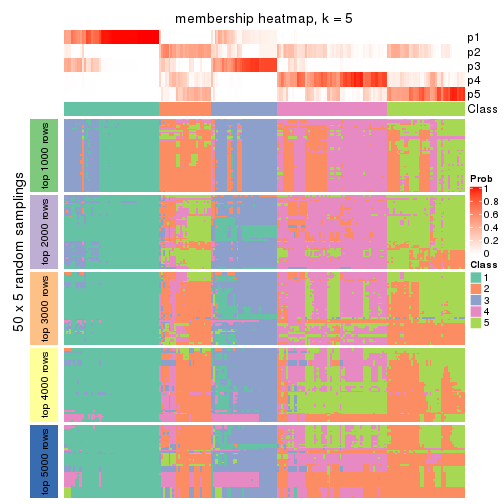 membership heatmap, k = 5
p1
p2
p3
p4
p5
Class
50 x 5 random samplings
top 1000 rows
top 2000 rows
top 3000 rows
top 4000 rows
top 5000 rows
Prob
1
0.8
0.6
0.4
0.2
0
Class
1
2
3
4
5